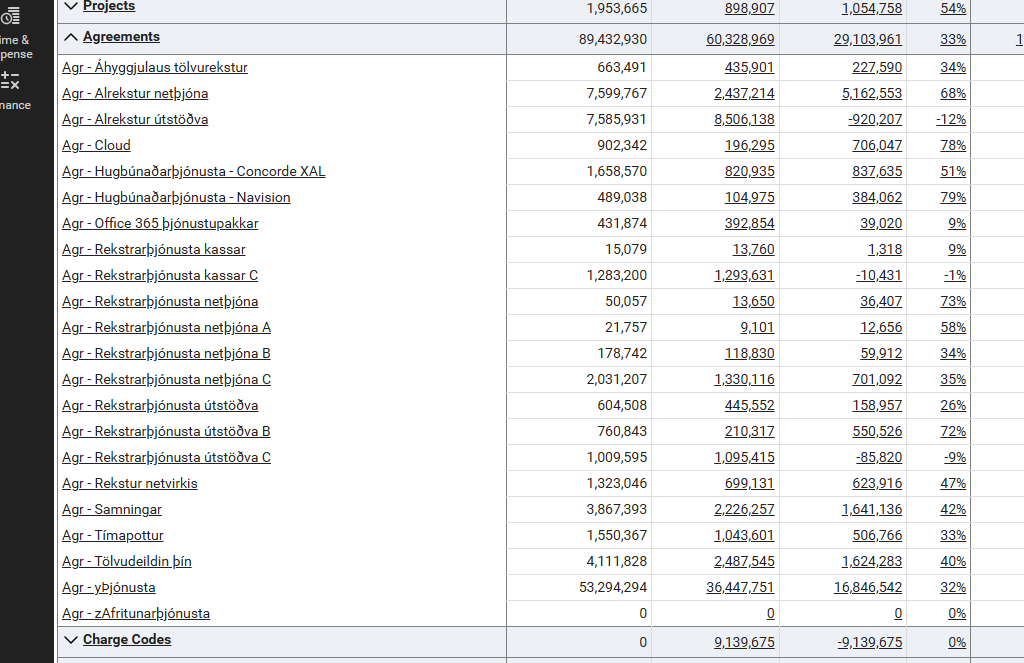 Projects 1,953,665 898,907 1,054,758 54%
ime &
pense
nance
Agreements 89,432,930 60,328,969 29,103,961 33% 1
Agr - Áhyggjulaus tölvurekstur 663,491 435,901 227,590 34%
Agr - Alrekstur netþjóna 7,599,767 2,437,214 5,162,553 68%
Agr - Alrekstur útstöðva 7,585,931 8,506,138 -920,207 -12%
Agr - Cloud 902,342 196,295 706,047 78%
Agr - Hugbúnaðarþjónusta - Concorde XAL 1,658,570 820,935 837,635 51%
Agr - Hugbúnaðarþjónusta - Navision 489,038 104,975 384,062 79%
Agr - Office 365 þjónustupakkar 431,874 392,854 39,020 9%
Agr - Rekstrarþjónusta kassar 15,079 13,760 1,318 9%
Agr - Rekstrarþjónusta kassar C 1,283,200 1,293,631 -10,431 -1%
Agr - Rekstrarþjónusta netþjóna 50,057 13,650 36,407 73%
Agr - Rekstrarþjónusta netþjóna A 21,757 9,101 12,656 58%
Agr - Rekstrarþjónusta netþjóna B 178,742 118,830 59,912 34%
Agr - Rekstrarþjónusta netþjóna C 2,031,207 1,330,116 701,092 35%
Agr - Rekstrarþjónusta útstöðva 604,508 445,552 158,957 26%
Agr - Rekstrarþjónusta útstöðva B 760,843 210,317 550,526 72%
Agr - Rekstrarþjónusta útstöðva C 1,009,595 1,095,415 -85,820 -9%
Agr - Rekstur netvirkis 1,323,046 699,131 623,916 47%
Agr - Samningar 3,867,393 2,226,257 1,641,136 42%
Agr - Tímapottur 1,550,367 1,043,601 506,766 33%
Agr - Tölvudeildin þín 4,111,828 2,487,545 1,624,283 40%
Agr - yÞjónusta 53,294,294 36,447,751 16,846,542 32%
Agr - zAfritunarþjónusta 0 0 0 0%
Charge Codes 0 9,139,675 -9,139,675 0%